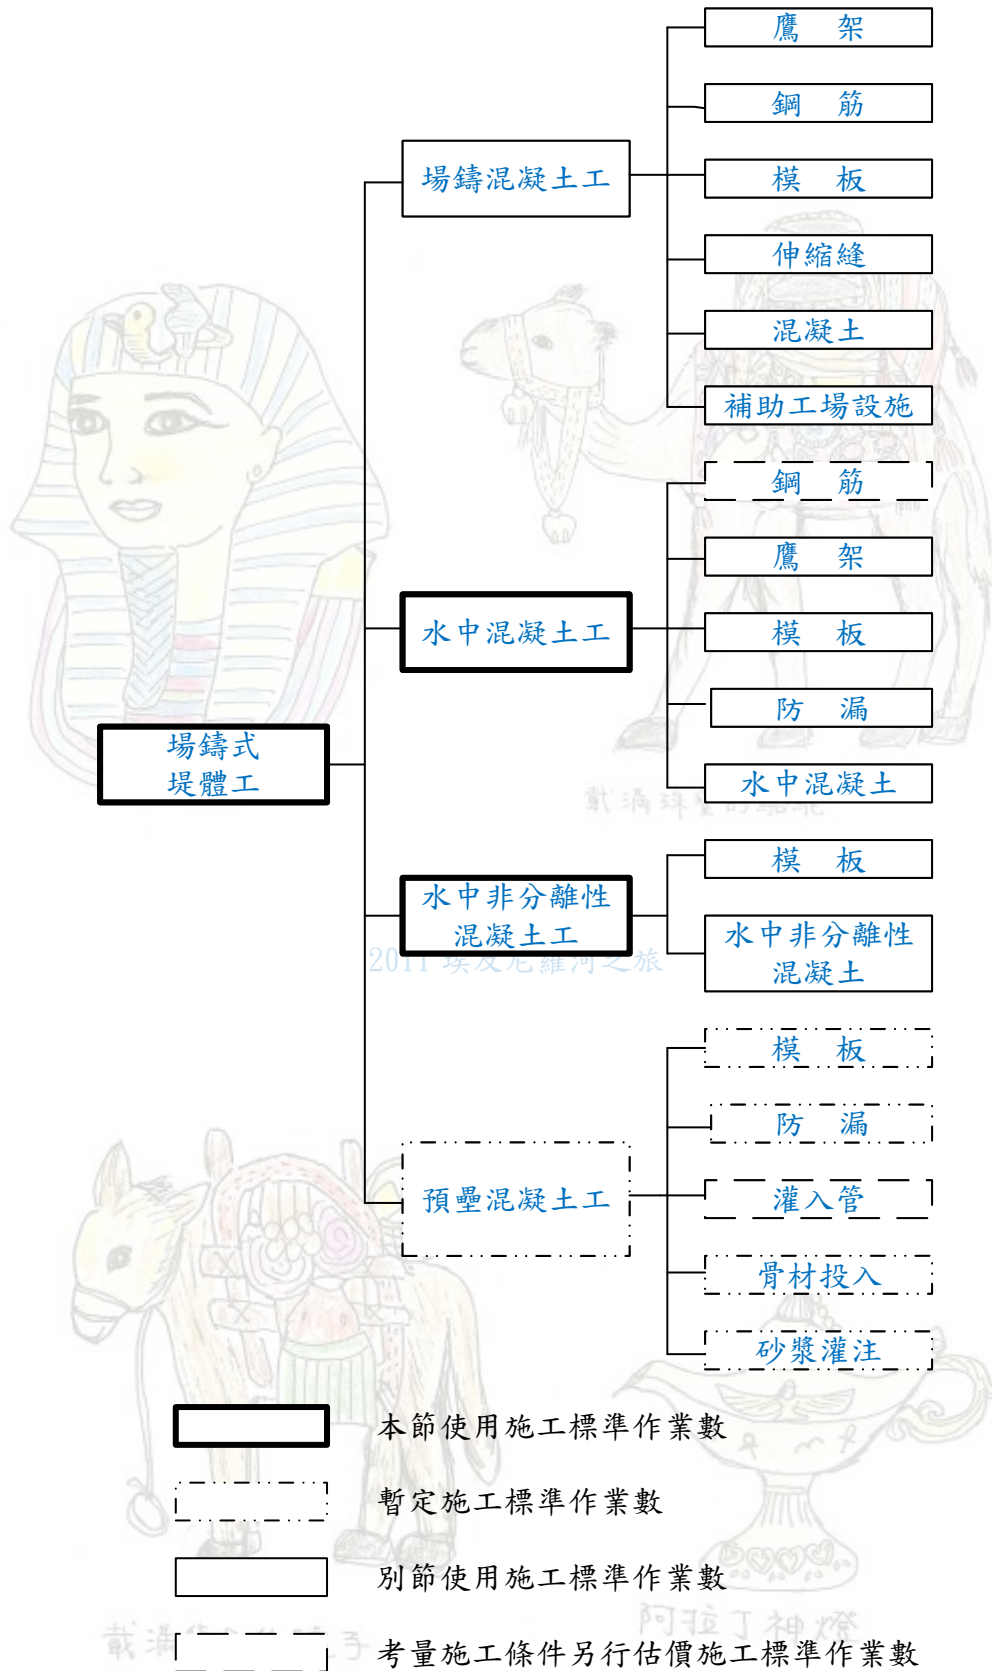 鷹 架
鋼 筋
場鑄混凝土工
模 板
伸縮縫
混凝土
補助工場設施
鋼 筋
鷹 架
水中混凝土工
模 板
防 漏
場鑄式
堤體工
水中混凝土
載滿珠
模 板
水中非分離性
混凝土工
水中非分離性
混凝土
2011 埃及尼羅河之旅
模 板
防 漏
預壘混凝土工
灌入管
骨材投入
砂漿灌注
本節使用施工標準作業數
暫定施工標準作業數
別節使用施工標準作業數
阿拉丁神燈
載滿
子
考量施工條件另行估價施工標準作業數